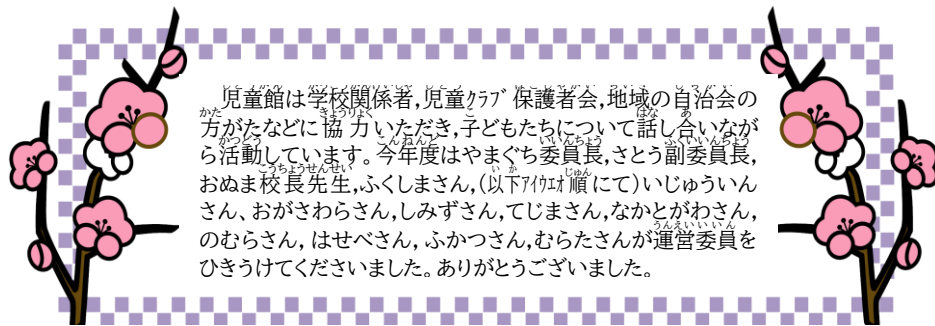 児童館は学校関係者,児童クラブ保護者会,地域の自治会の
方がたなどに協力いただき,子どもたちについて話し合いなが
ら活動しています。今年度はやまぐち委員長,さとう副委員長,
おぬま校長先生,ふくしまさん,(以下アイウエオ順にて)いじゅういん
さん、おがさわらさん,しみずさん,てじまさん,なかとがわさん,
のむらさん,はせべさん,ふかつさん,むらたさんが運営委員を
ひきうけてくださいました。ありがとうございました。